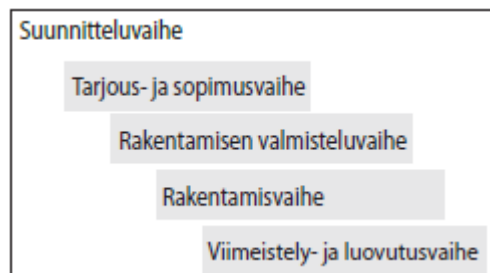 Suunnitteluvaihe
Tarjous- ja sopimusvaihe
Rakentamisen valmisteluvaihe
Rakentamisvaihe
Viimeistely- ja luovutusvaihe